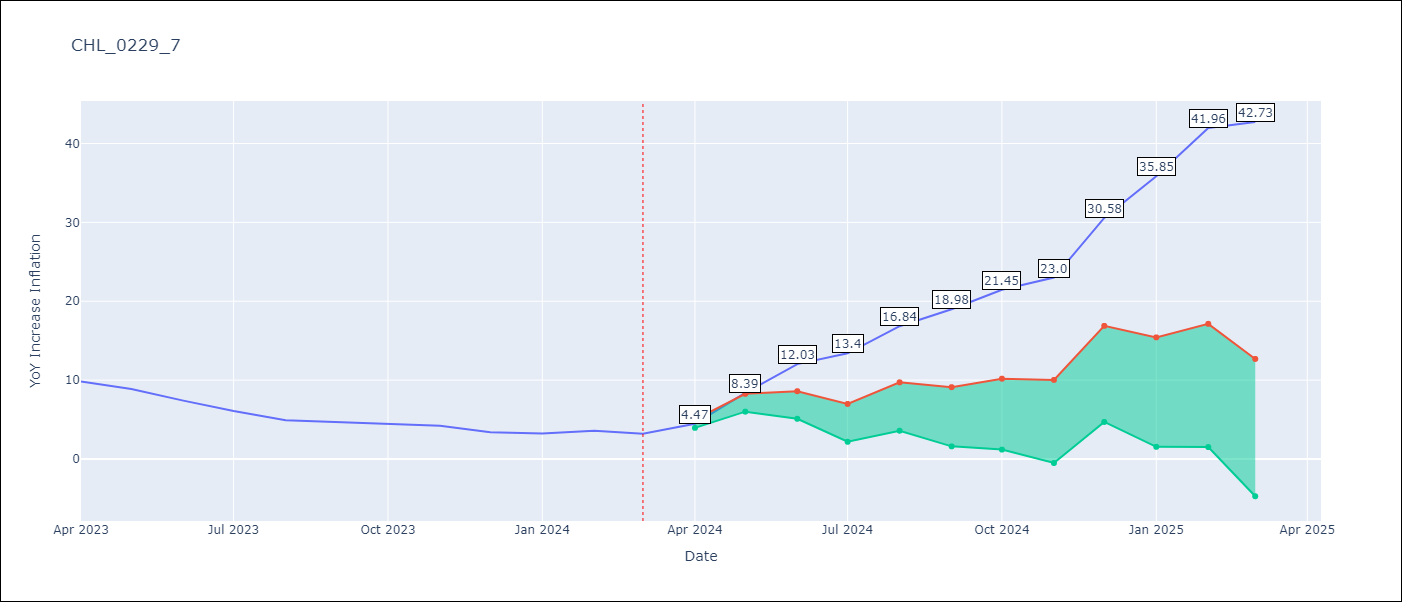 CHL_0229_7
YoY Increase Inflation
40
30
20
10
0
4.47
8.39
12.03
13.4
16.84
18.98
21.45
23.0
30.58
35.85
41.96
42.73
Apr 2023
Jul 2023
Oct 2023
Jan 2024
Apr 2024
Jul 2024
Oct 2024
Jan 2025
Apr 2025
Date